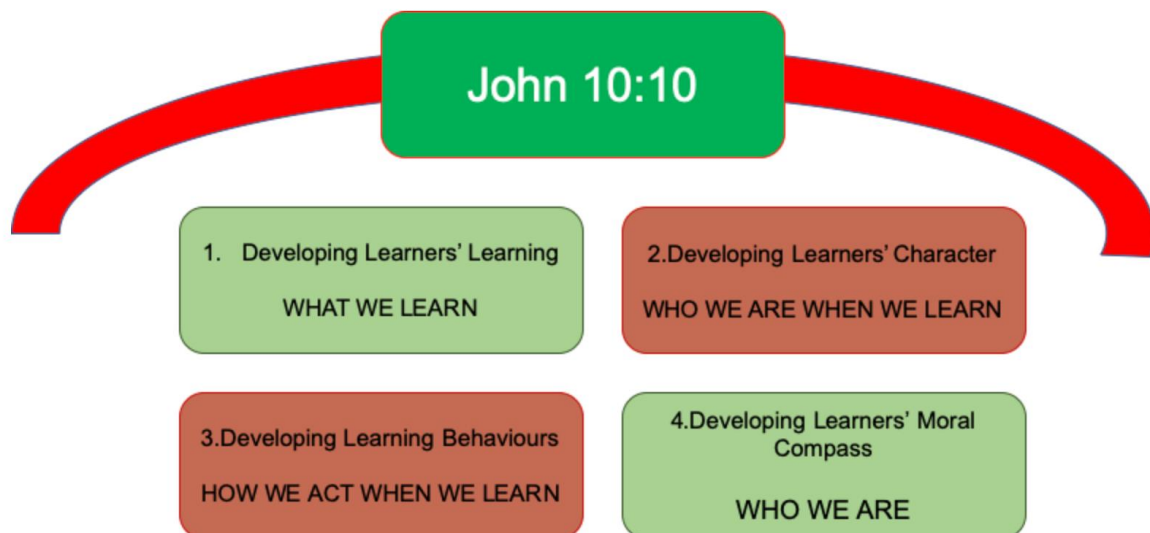 John 10:10
1. Developing Learners’ Learning
WHAT WE LEARN
2.Developing Learners’ Character
WHO WE ARE WHEN WE LEARN
3.Developing Learning Behaviours
HOW WE ACT WHEN WE LEARN
4.Developing Learners’ Moral
Compass
WHO WE ARE